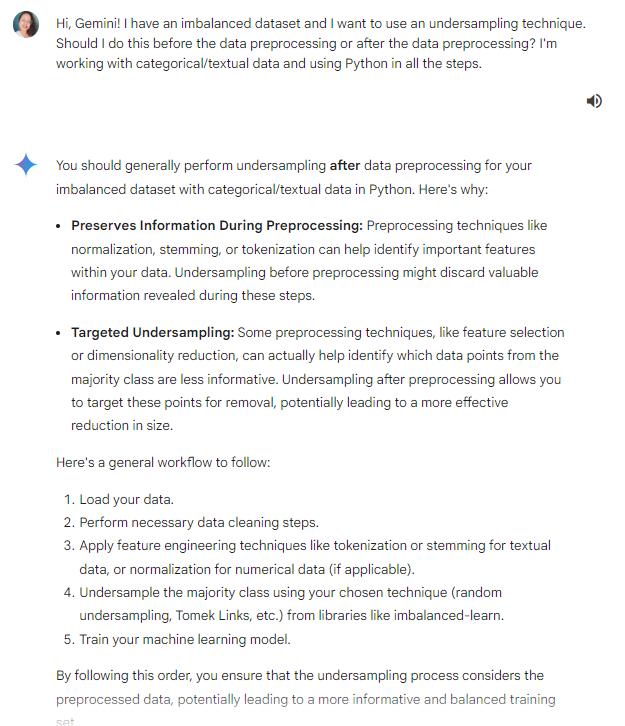 Hi, Gemini! I have an imbalanced dataset and I want to use an undersampling technique.
Should I do this before the data preprocessing or after the data preprocessing? I'm
working with categorical/textual data and using Python in all the steps.
You should generally perform undersampling after data preprocessing for your
imbalanced dataset with categorical/textual data in Python. Here's why:
• Preserves Information During Preprocessing: Preprocessing techniques like
normalization, stemming, or tokenization can help identify important features
within your data. Undersampling before preprocessing might discard valuable
information revealed during these steps.
• Targeted Undersampling: Some preprocessing techniques, like feature selection
or dimensionality reduction, can actually help identify which data points from the
majority class are less informative. Undersampling after preprocessing allows you
to target these points for removal, potentially leading to a more effective
reduction in size.
Here's a general workflow to follow:
1. Load your data.
2. Perform necessary data cleaning steps.
3. Apply feature engineering techniques like tokenization or stemming for textual
data, or normalization for numerical data (if applicable).
4. Undersample the majority class using your chosen technique (random
undersampling, Tomek Links, etc.) from libraries like imbalanced-learn.
5. Train your machine learning model.
By following this order, you ensure that the undersampling process considers the
preprocessed data, potentially leading to a more informative and balanced training
set.